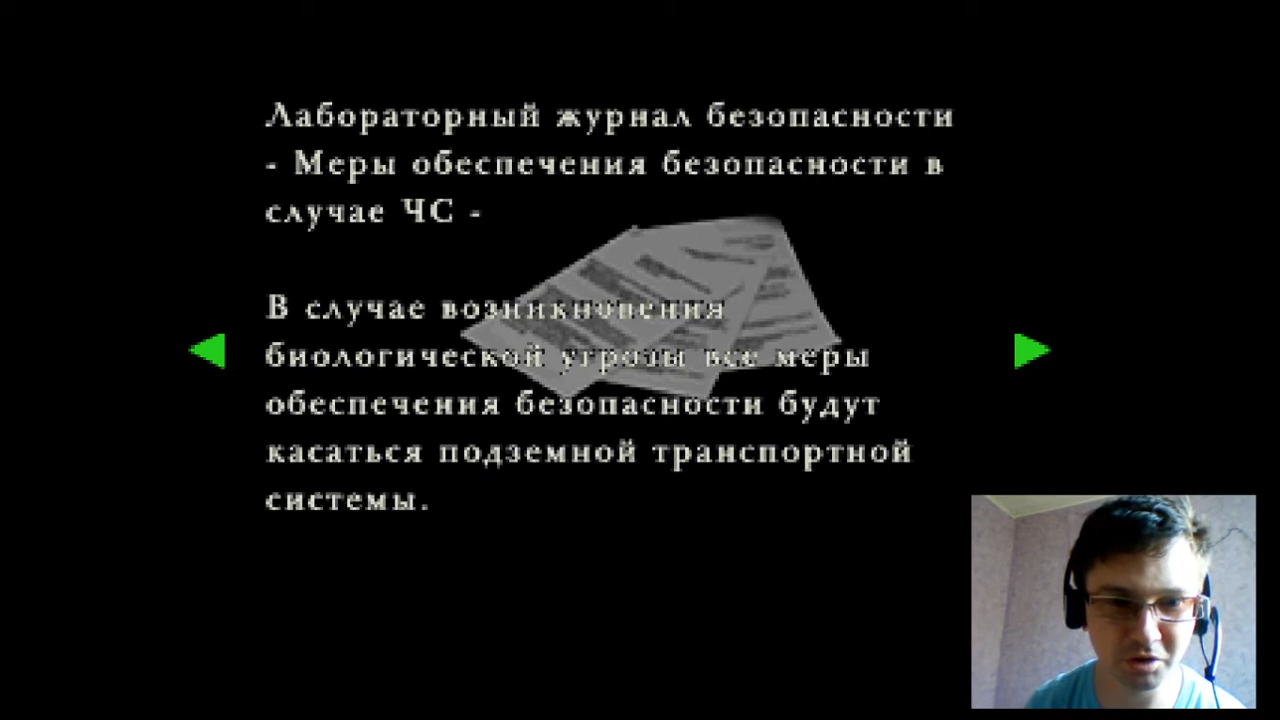 Лабораторный журнал безопасности
- Меры обеспечения безопасности в
случае ЧС -
В случае возникновения
биологической угрозы все меры
обеспечения безопасности будут
касаться подземной транспортной
системы.